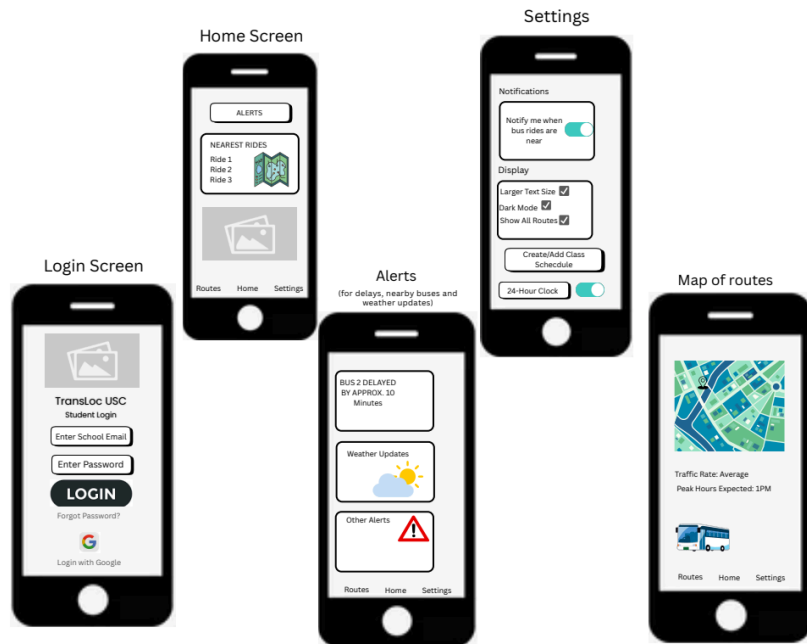 Login Screen
TransLoc USC
Student Login
Enter School Email
Enter Password
LOGIN
Forgot Password?
Login with Google
Home Screen
ALERTS
NEAREST RIDES
Ride 1
Ride 2
Ride 3
Routes Home Settings
Alerts
(for delays, nearby buses and
weather updates)
BUS 2 DELAYED
BY APPROX. 10
Minutes
Weather Updates
Other Alerts
Routes Home Settings
Settings
Notifications
Notify me when
bus rides are
near
Display
Larger Text Size
Dark Mode
Show All Routes
Create/Add Class
Schecdule
24-Hour Clock
Map of routes
Traffic Rate: Average
Peak Hours Expected: 1PM
Routes Home Settings